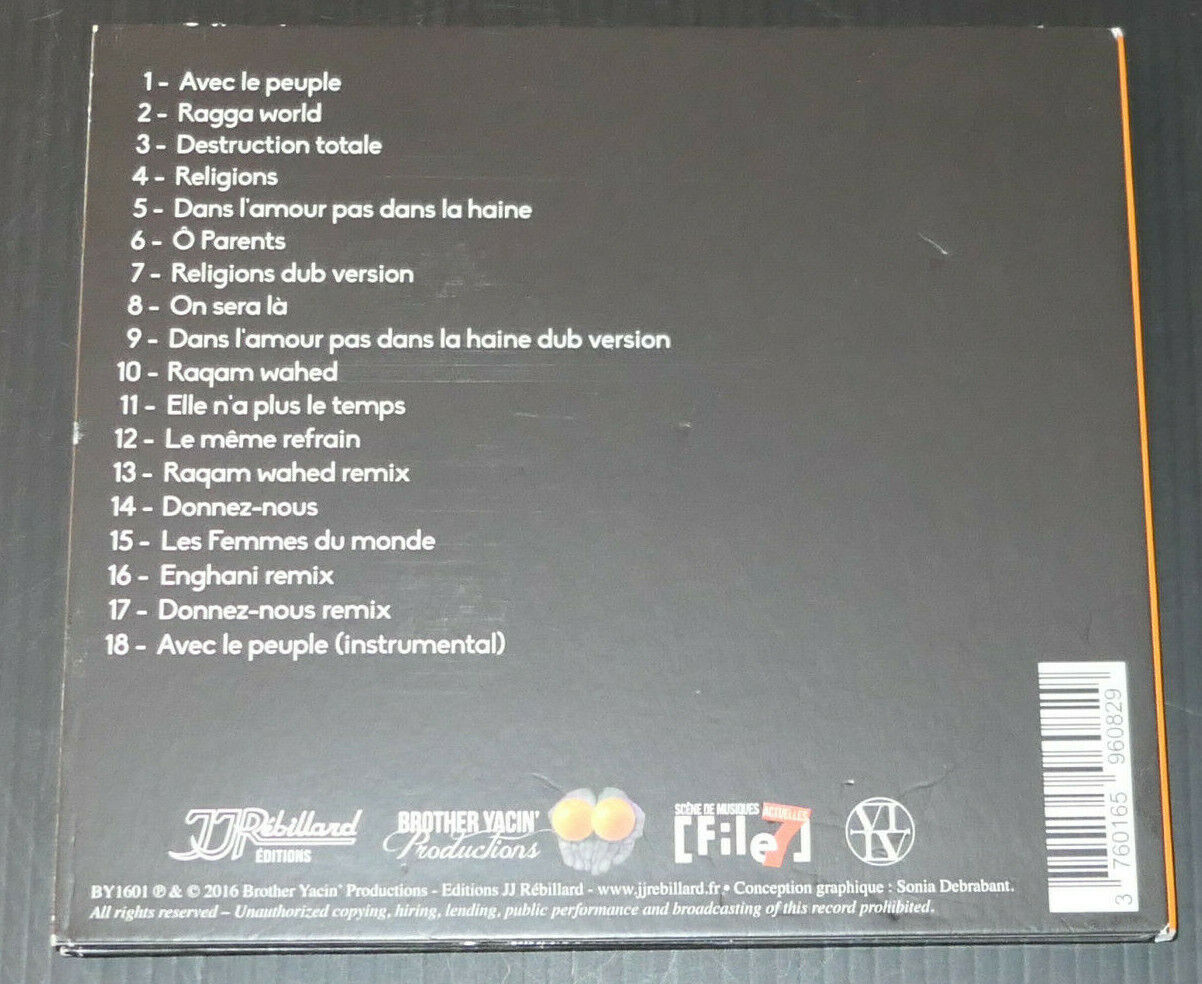 1 - Avec le peuple
2 - Ragga world
3 - Destruction totale
4 - Religions
5 - Dans l'amour pas dans la haine
6 - Ô Parents
7 - Religions dub version
8 - On sera là
9 - Dans l'amour pas dans la haine dub version
10 - Raqam wahed
11 - Elle n'a plus le temps
12 - Le même refrain
13 - Raqam wahed remix
14 - Donnez-nous
15 - Les Femmes du monde
16 - Enghani remix
17 - Donnez-nous remix
18 - Avec le peuple (instrumental)
3 760165 960829
JJRébillard
ÉDITIONS
BROTHER YACIN'
Productions
SCÈNE DE MUSIQUES ACTUELLES
[File7]
BY1601 ℗ & © 2016 Brother Yacin' Productions - Editions JJ Rébillard - www.jjrebillard.fr • Conception graphique : Sonia Debrabant.
All rights reserved – Unauthorized copying, hiring, lending, public performance and broadcasting of this record prohibited.